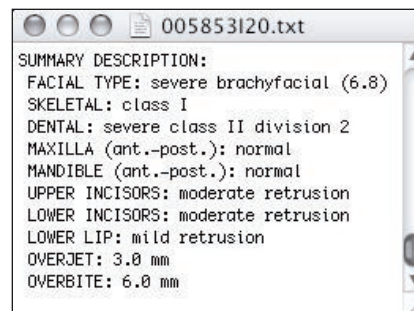 005853l20.txt
SUMMARY DESCRIPTION:
FACIAL TYPE: severe brachyfacial (6.8)
SKELETAL: class I
DENTAL: severe class II division 2
MAXILLA (ant.-post.): normal
MANDIBLE (ant.-post.): normal
UPPER INCISORS: moderate retrusion
LOWER INCISORS: moderate retrusion
LOWER LIP: mild retrusion
OVERJET: 3.0 mm
OVERBITE: 6.0 mm